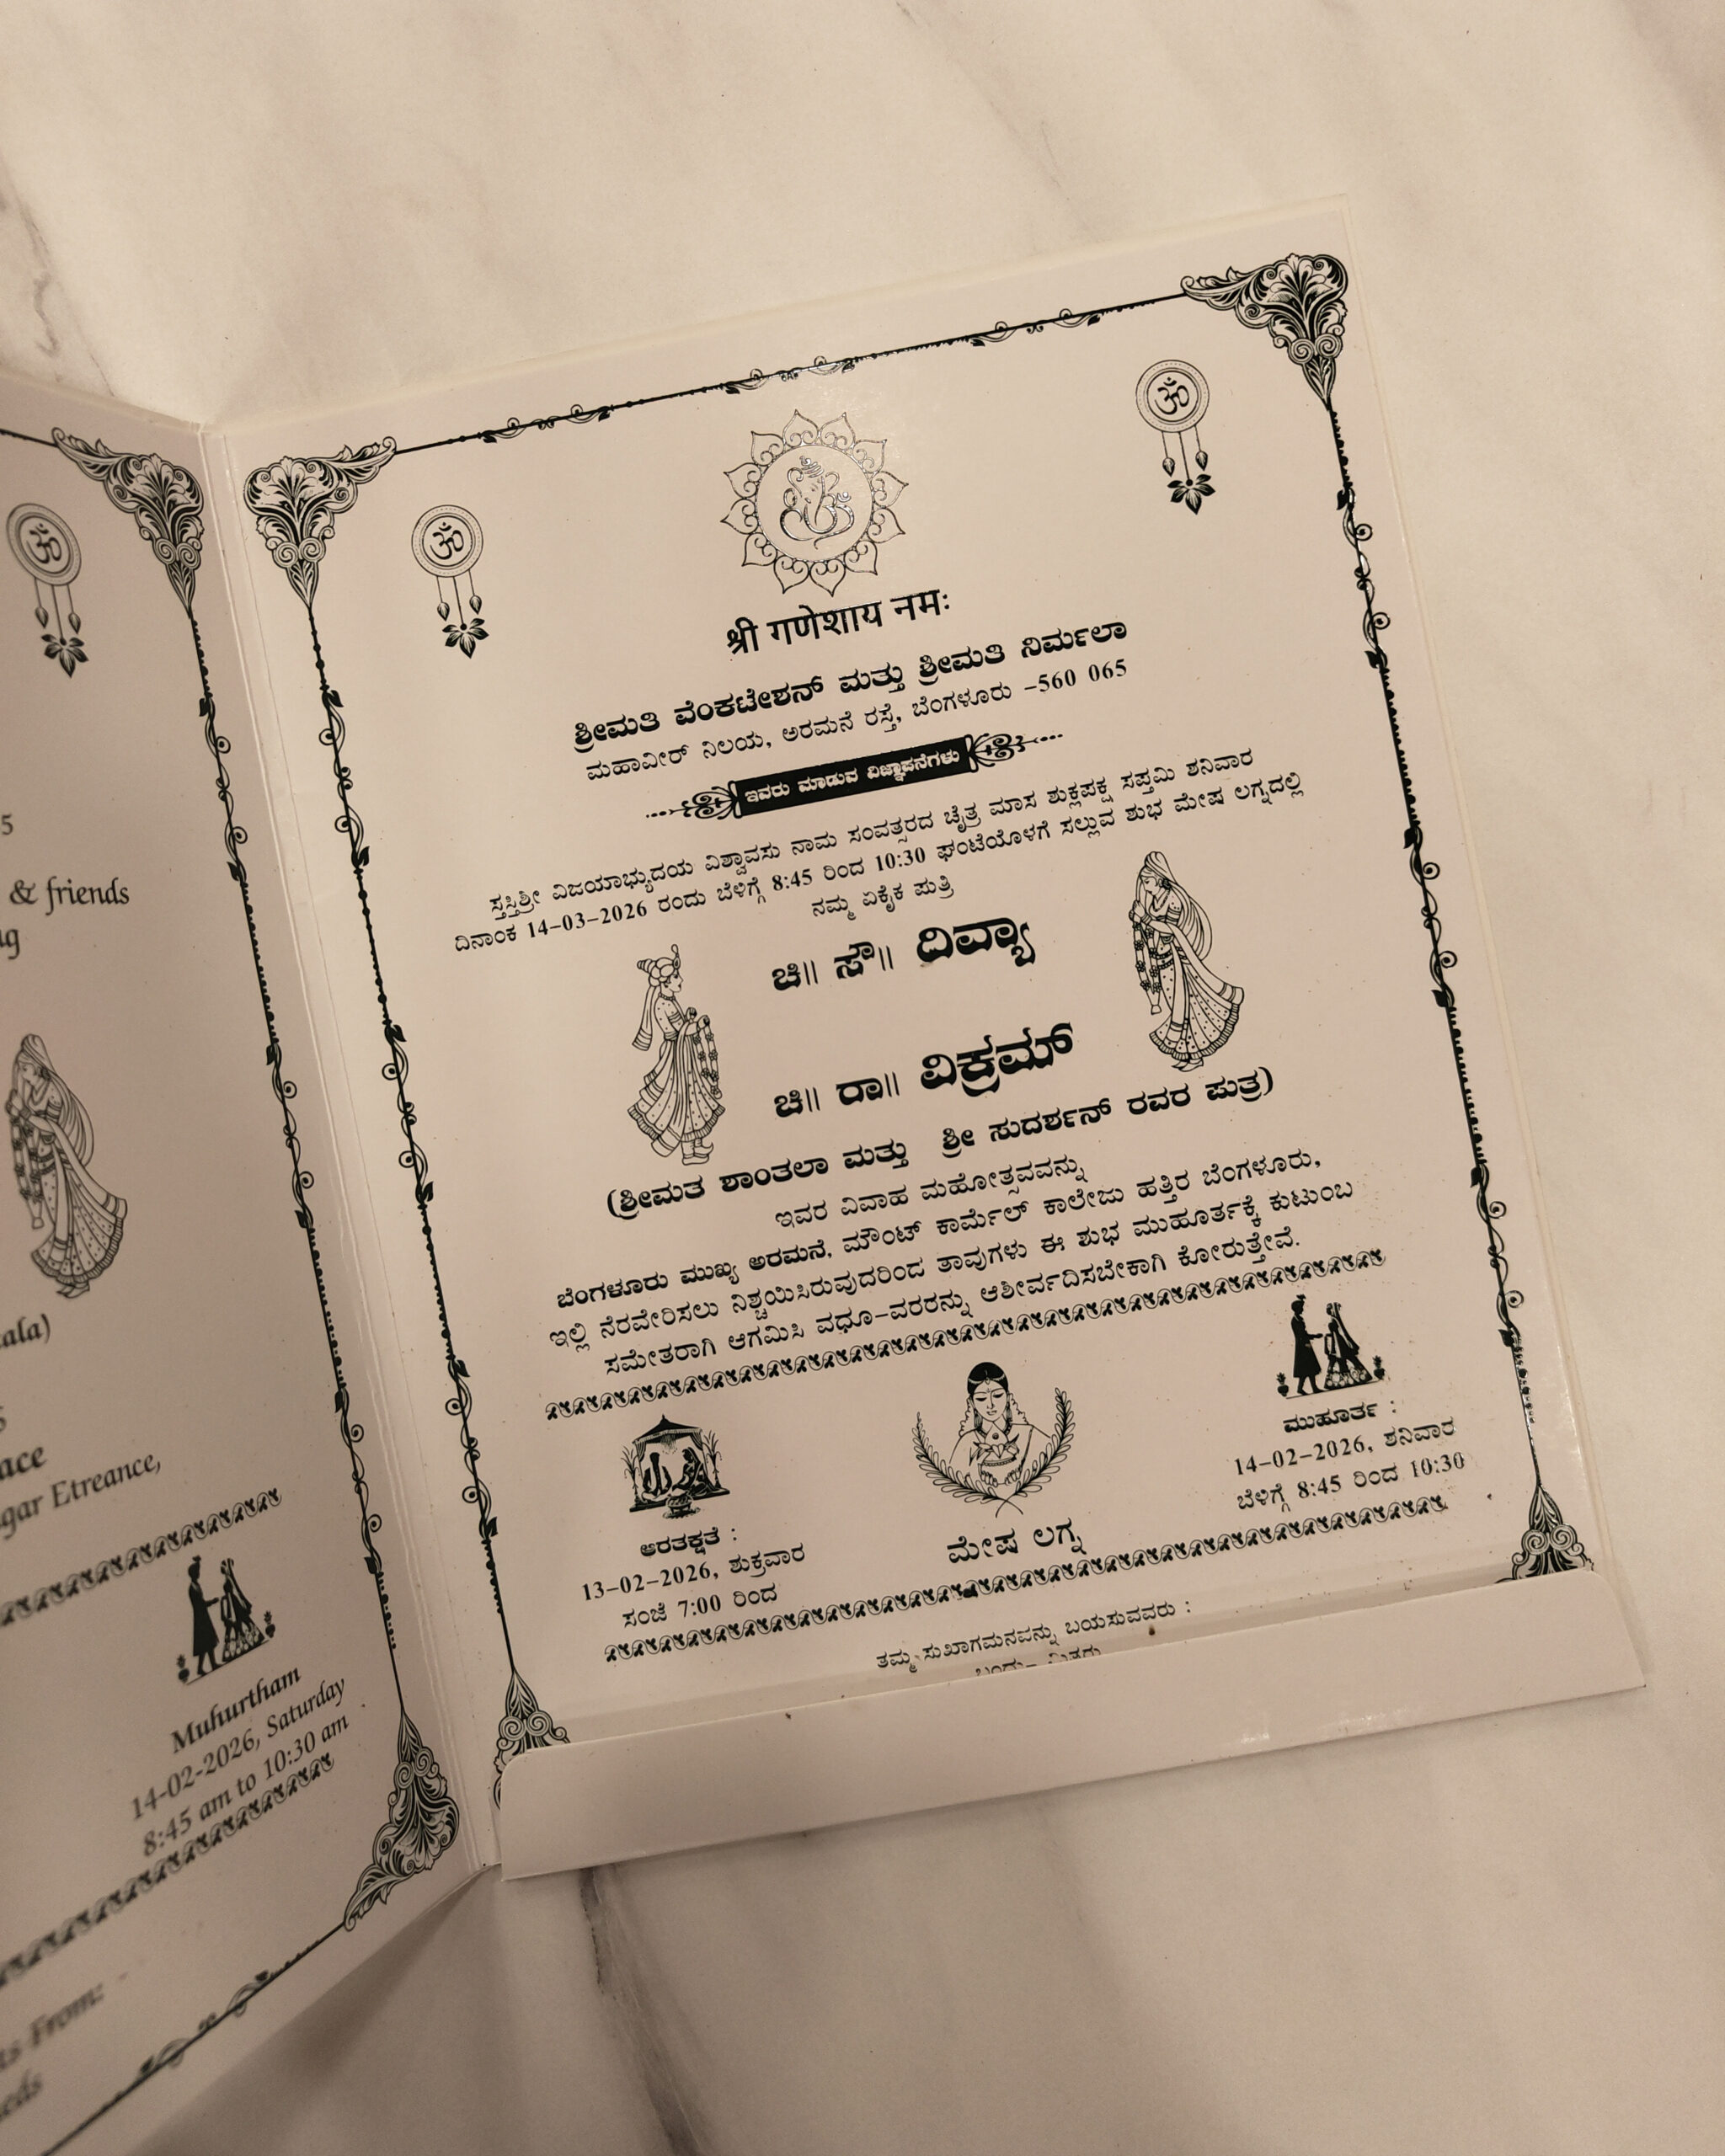 5
& friends
ala)
ace
gar Etreance,
Muhurtham
14-02-2026, Saturday
8:45 am to 10:30 am
From:
ॐ
ॐ
ॐ
श्री गणेशाय नमः
ಶ್ರೀಮತಿ ವೆಂಕಟೇಶನ್ ಮತ್ತು ಶ್ರೀಮತಿ ನಿರ್ಮಲಾ
ಮಹಾವೀರ್ ನಿಲಯ, ಅರಮನೆ ರಸ್ತೆ, ಬೆಂಗಳೂರು -560 065
ಇವರು ಮಾಡುವ ವಿಜ್ಞಾಪನೆಗಳು
ಸ್ತಸ್ತಿಶ್ರೀ ವಿಜಯಾಭ್ಯುದಯ ವಿಶ್ವಾವಸು ನಾಮ ಸಂವತ್ಸರದ ಚೈತ್ರ ಮಾಸ ಶುಕ್ಲಪಕ್ಷ ಸಪ್ತಮಿ ಶನಿವಾರ
ದಿನಾಂಕ 14-03-2026 ರಂದು ಬೆಳಿಗ್ಗೆ 8:45 ರಿಂದ 10:30 ಘಂಟೆಯೊಳಗೆ ಸಲ್ಲುವ ಶುಭ ಮೇಷ ಲಗ್ನದಲ್ಲಿ
ನಮ್ಮ ಏಕೈಕ ಪುತ್ರಿ
ಚಿ|| ಸೌ|| ದಿವ್ಯಾ
ಚಿ|| ರಾ|| ವಿಕ್ರಮ್
(ಶ್ರೀಮತ ಶಾಂತಲಾ ಮತ್ತು ಶ್ರೀ ಸುದರ್ಶನ್ ರವರ ಪುತ್ರ)
ಇವರ ವಿವಾಹ ಮಹೋತ್ಸವವನ್ನು
ಬೆಂಗಳೂರು ಮುಖ್ಯ ಅರಮನೆ, ಮೌಂಟ್ ಕಾರ್ಮೆಲ್ ಕಾಲೇಜು ಹತ್ತಿರ ಬೆಂಗಳೂರು,
ಇಲ್ಲಿ ನೆರವೇರಿಸಲು ನಿಶ್ಚಯಿಸಿರುವುದರಿಂದ ತಾವುಗಳು ಈ ಶುಭ ಮುಹೂರ್ತಕ್ಕೆ ಕುಟುಂಬ
ಸಮೇತರಾಗಿ ಆಗಮಿಸಿ ವಧೂ-ವರರನ್ನು ಆಶೀರ್ವದಿಸಬೇಕಾಗಿ ಕೋರುತ್ತೇವೆ.
ಅರತಕ್ಷತೆ :
13-02-2026, ಶುಕ್ರವಾರ
ಸಂಜೆ 7:00 ರಿಂದ
ಮೇಷ ಲಗ್ನ
ಮುಹೂರ್ತ :
14-02-2026, ಶನಿವಾರ
ಬೆಳಿಗ್ಗೆ 8:45 ರಿಂದ 10:30
ತಮ್ಮ ಸುಖಾಗಮನವನ್ನು ಬಯಸುವವರು :